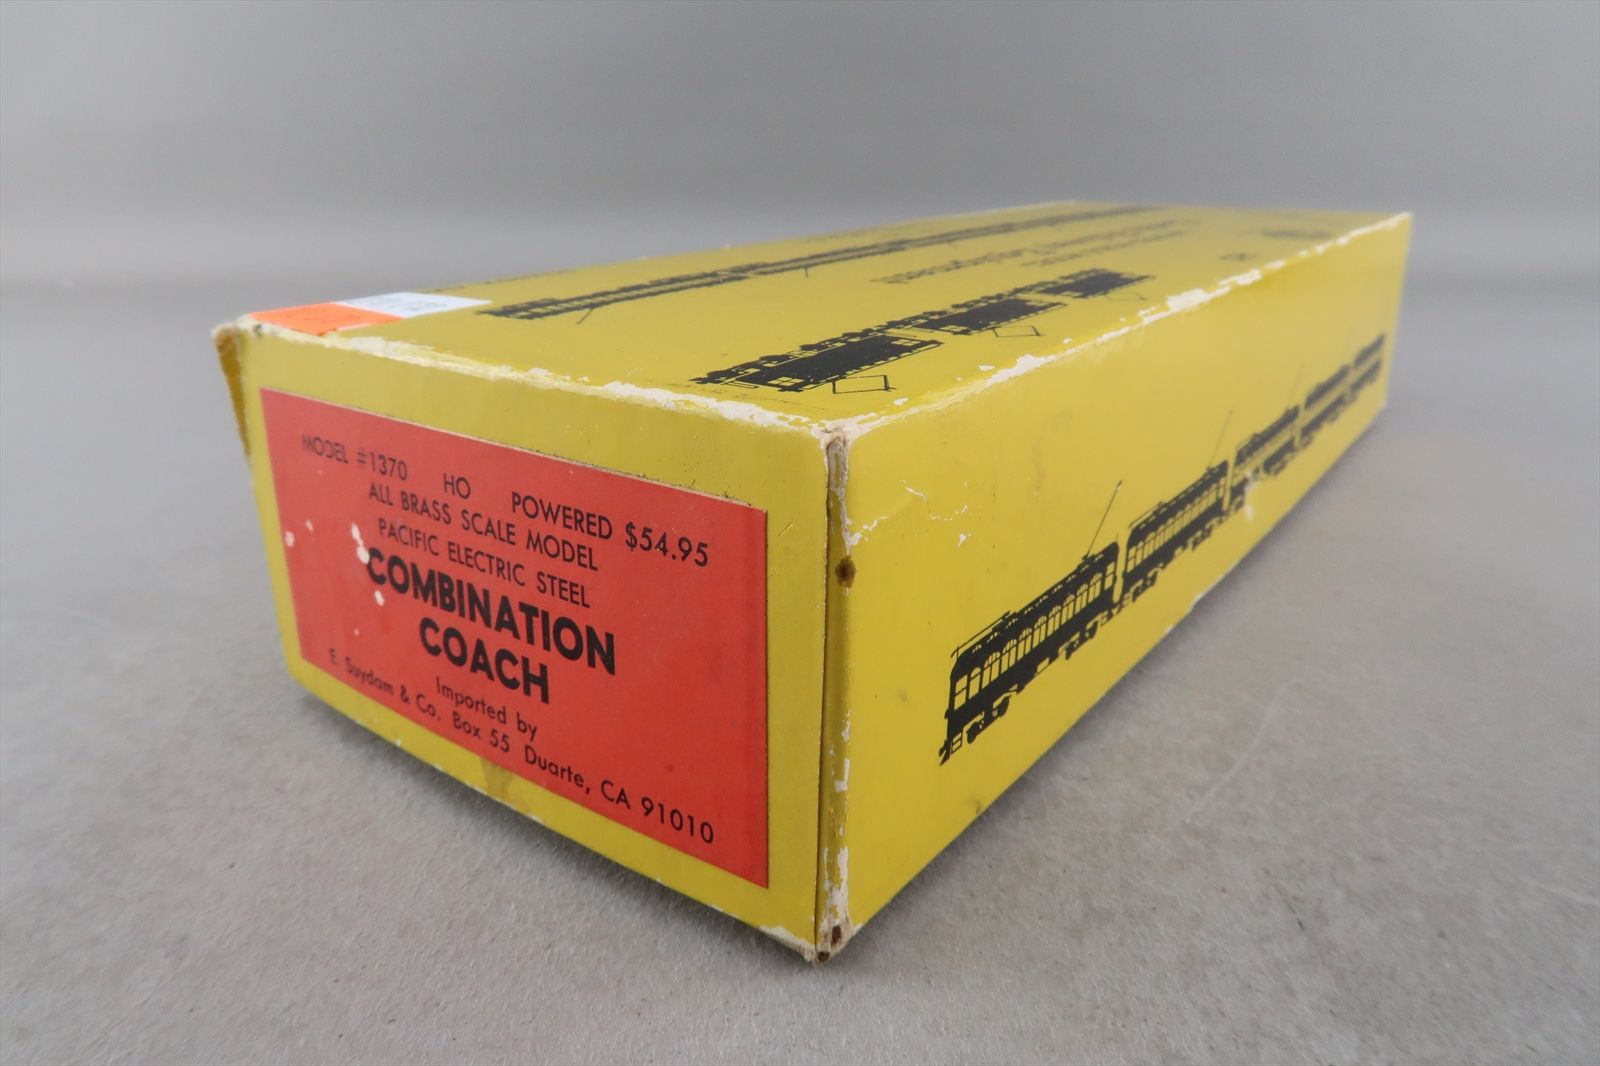 MODEL #1370 HO POWERED $54.95
ALL BRASS SCALE MODEL
PACIFIC ELECTRIC STEEL
COMBINATION
COACH
Imported by
E. Suydam & Co. Box 55 Duarte, CA 91010